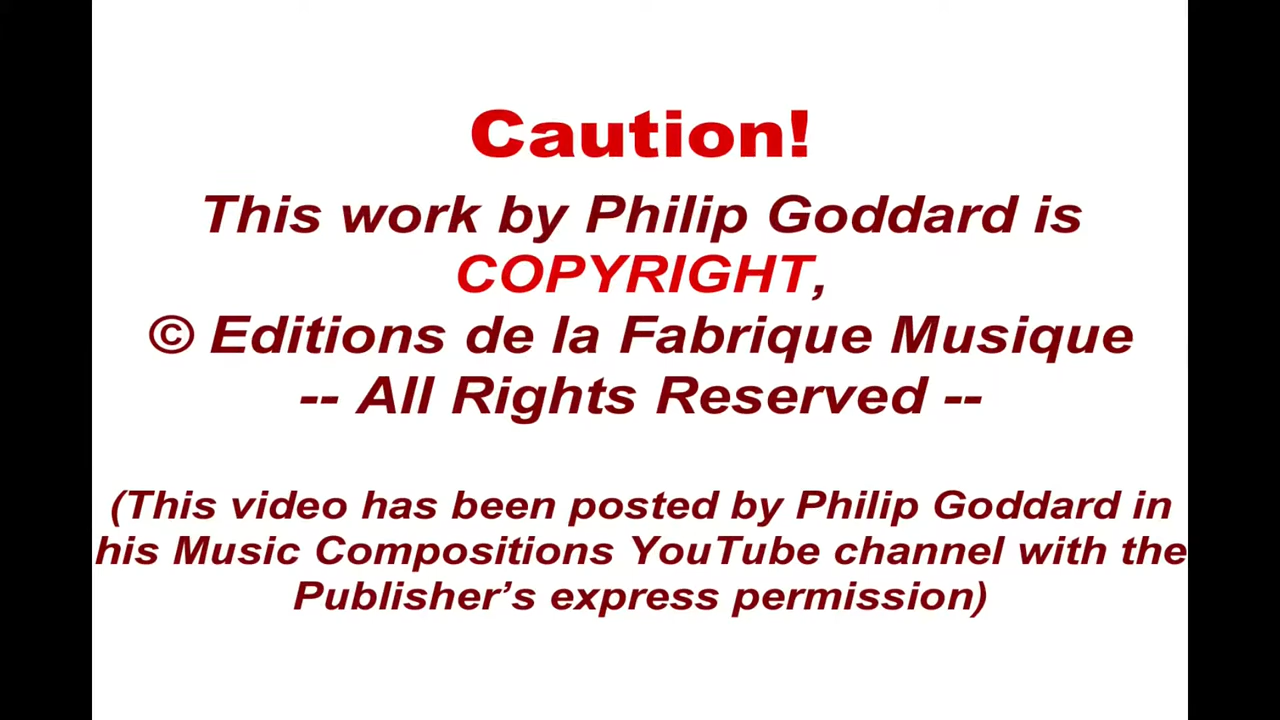 Caution!
This work by Philip Goddard is
COPYRIGHT,
© Editions de la Fabrique Musique
-- All Rights Reserved --
(This video has been posted by Philip Goddard in
his Music Compositions YouTube channel with the
Publisher’s express permission)